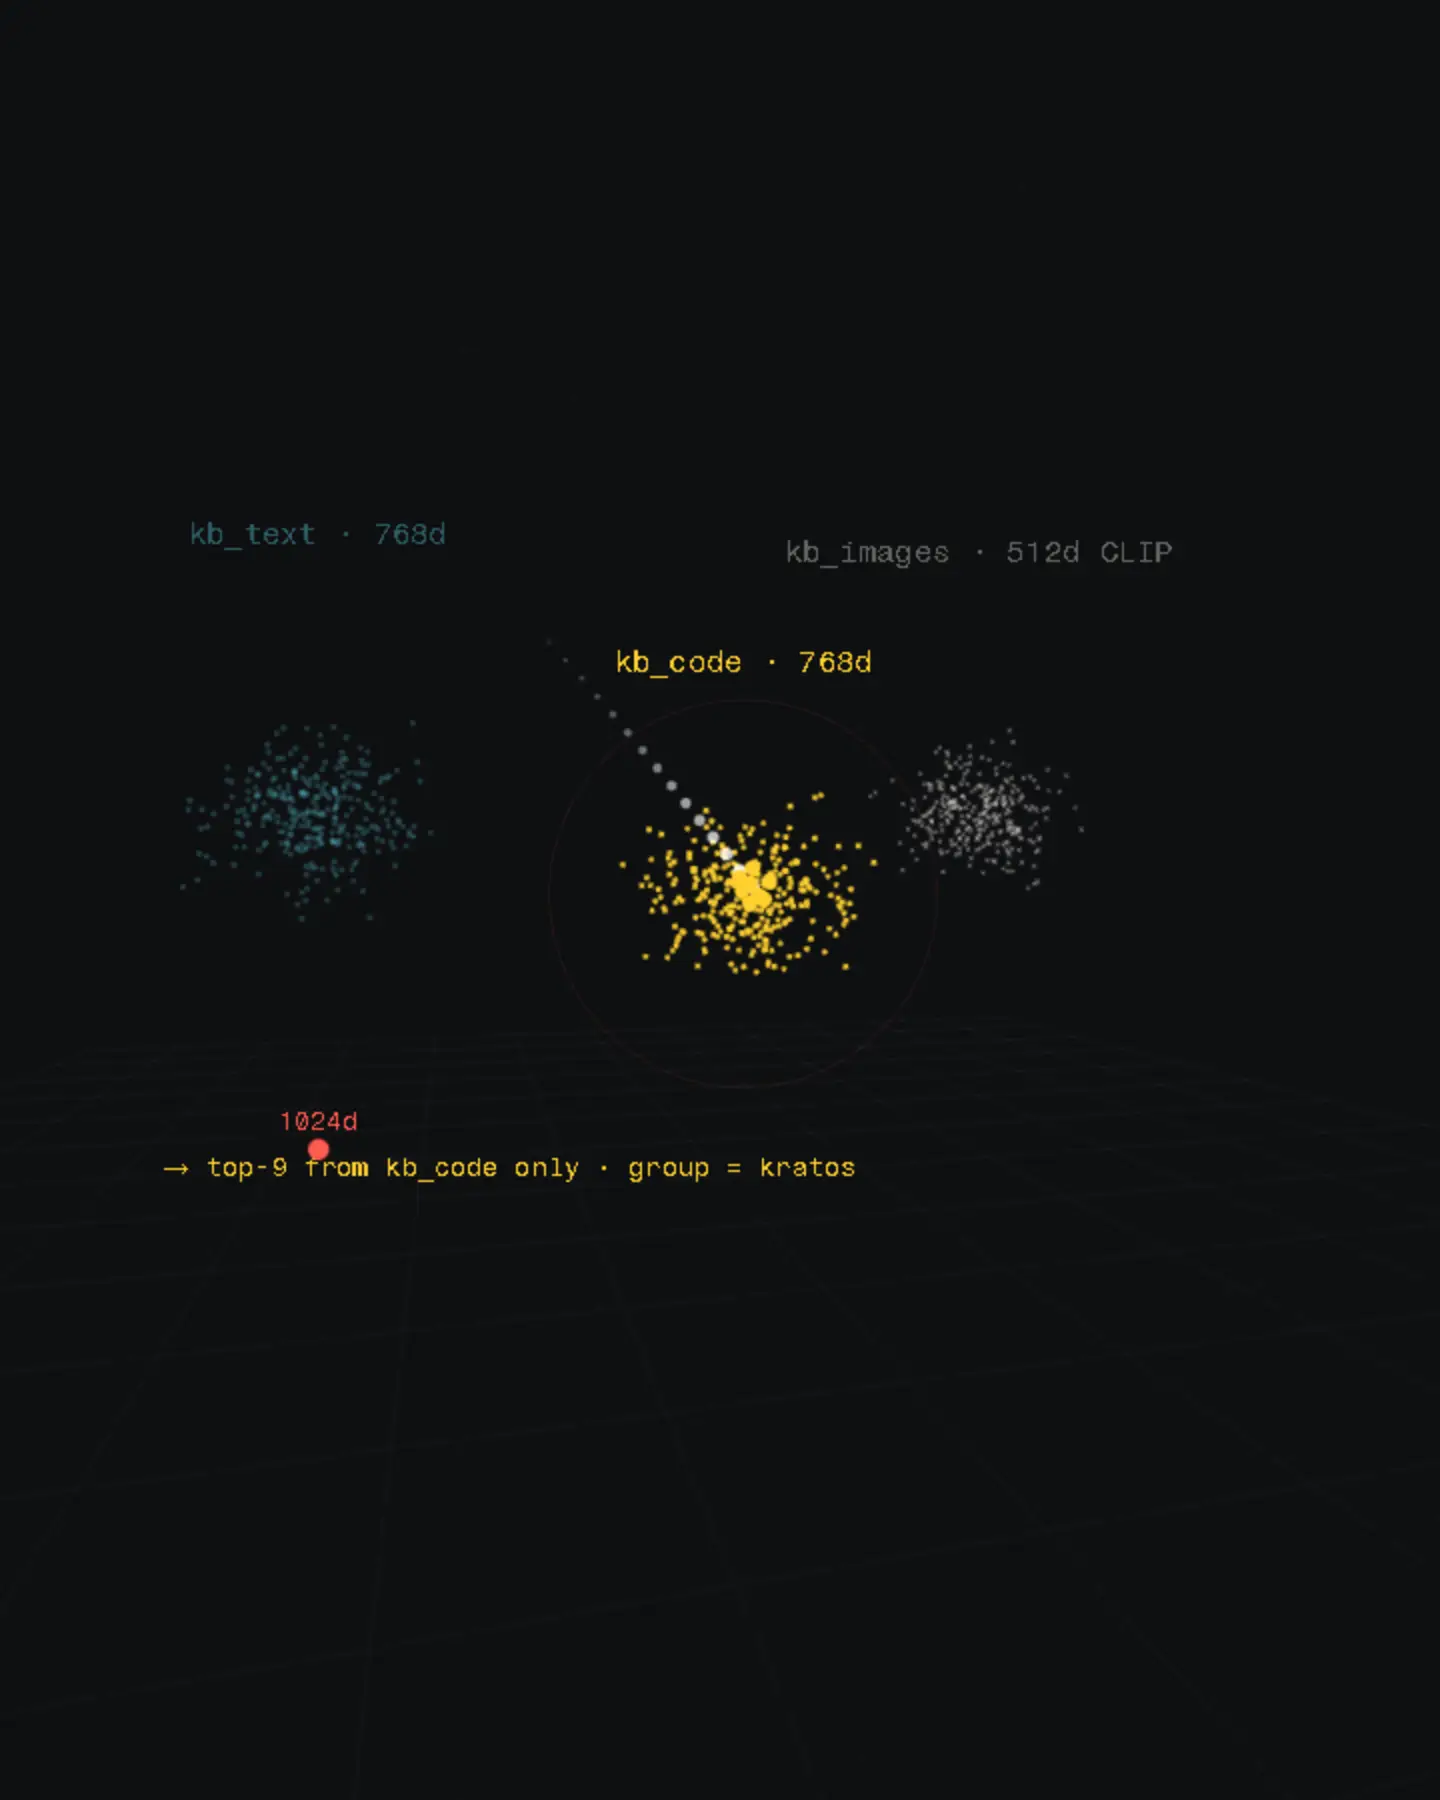 kb_text · 768d
kb_images · 512d CLIP
kb_code · 768d
1024d
→ top-9 from kb_code only · group = kratos